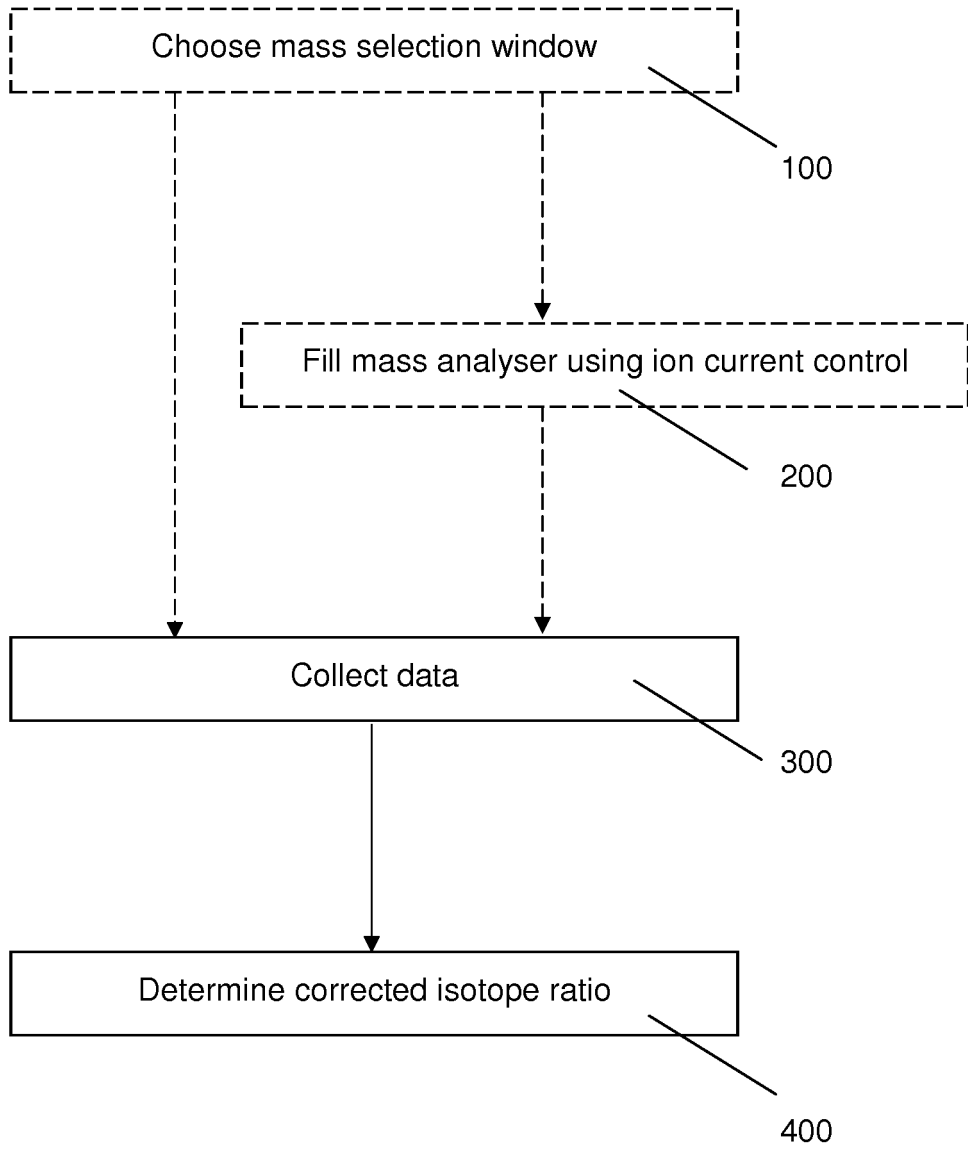 Choose mass selection window
100
Fill mass analyser using ion current control
200
Collect data
300
Determine corrected isotope ratio
400